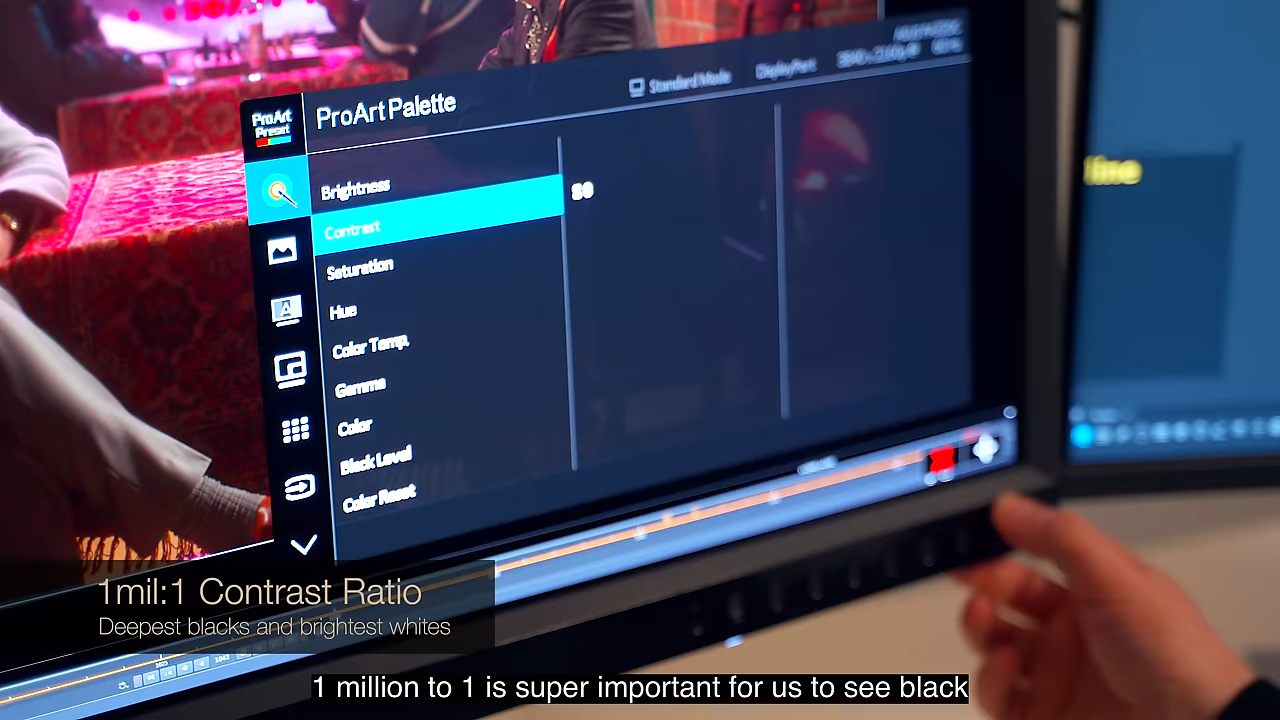 ProArt
Preset
ProArt Palette
Standard Mode
DisplayPort
Brightness
Contrast
80
Saturation
Hue
Color Temp.
Gamma
Color
Black Level
Color Reset
line
1mil:1 Contrast Ratio
Deepest blacks and brightest whites
1 million to 1 is super important for us to see black